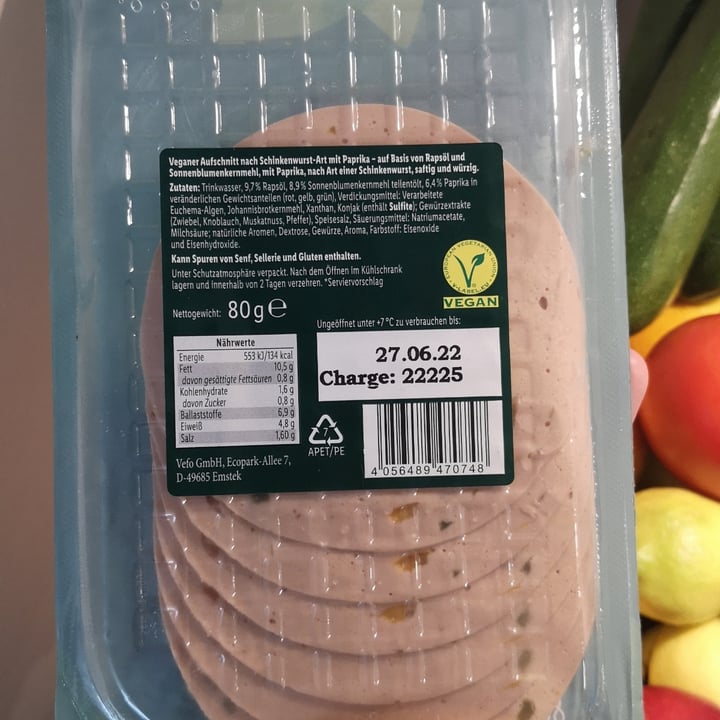 Veganer Aufschnitt nach Schinkenwurst-Art mit Paprika – auf Basis von Rapsöl und
Sonnenblumenkernmehl, mit Paprika, nach Art einer Schinkenwurst, saftig und würzig.
Zutaten: Trinkwasser, 9,7% Rapsöl, 8,9% Sonnenblumenkernmehl teilentölt, 6,4% Paprika in
veränderlichen Gewichtsanteilen (rot, gelb, grün), Verdickungsmittel: Verarbeitete
Euchema-Algen, Johannisbrotkernmehl, Xanthan, Konjak (enthält Sulfite); Gewürzextrakte
(Zwiebel, Knoblauch, Muskatnuss, Pfeffer), Speisesalz, Säuerungsmittel: Natriumacetate,
Milchsäure; natürliche Aromen, Dextrose, Gewürze, Aroma, Farbstoff: Eisenoxide
und Eisenhydroxide.
Kann Spuren von Senf, Sellerie und Gluten enthalten.
Unter Schutzatmosphäre verpackt. Nach dem Öffnen im Kühlschrank
lagern und innerhalb von 2 Tagen verzehren. *Serviervorschlag
EUROPEAN VEGETARIAN UNION
V-LABEL.EU
VEGAN
Nettogewicht: 80g℮
Ungeöffnet unter +7°C zu verbrauchen bis:
27.06.22
Charge: 22225
Nährwerte
Energie 553 kJ/134 kcal
Fett 10,5 g
davon gesättigte Fettsäuren 0,8 g
Kohlenhydrate 1,6 g
davon Zucker 0,8 g
Ballaststoffe 6,9 g
Eiweiß 4,8 g
Salz 1,60 g
7
APET/PE
4 056489 470748
Vefo GmbH, Ecopark-Allee 7,
D-49685 Emstek